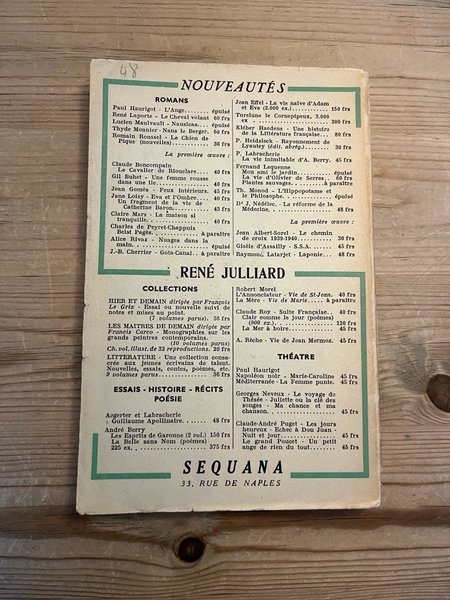 48
NOUVEAUTÉS
ROMANS
Paul Haurigot - L'Ange. épuisé
René Laporte - Le Cheval volant 60 frs
Lucien Maulvault - Nausicaa. épuisé
Thyde Monnier - Nans le Berger. 60 frs
Romain Roussel - Le Chien de
Pique (nouvelles) 36 frs
La première œuvre :
Claude Boncompain
Le Cavalier de Riouclare. 40 frs
Gil Buhet - Une femme rousse
dans une île. 40 frs
Jean Gomès - Feux intérieurs. 45 frs
Jane Loisy - Eva et l'Ombre. 40 frs
Un fragment de la vie de
Catherine Baron. 45 frs
Claire Mars - La maison si
tranquille. 40 frs
Charles de Peyret-Chappuis
Beist Pagès. à paraître
Alice Rivaz - Nuages dans la
main. épuisé
J.-B. Cherrier - Gota-Canal. à paraître
Jean Effel - La vie naïve d'Adam
et Ève (2.000 ex.) 150 frs
Turelune le Cornepipeux, 3.000
ex. 300 frs
Kléber Haedens - Une histoire
de la Littérature française. 80 frs
P. Heidsieck - Rayonnement de
Lyautey (édit. abrég.) 30 frs
P. Labracherie
La vie inimitable d'A. Berry. 45 frs
Fernand Lequenne
Mon ami le jardin. épuisé
La vie d'Olivier de Serres. 60 frs
Plantes sauvages. à paraître
Th. Monod - L'Hippopotame et
le Philosophe. épuisé
Dr J. Nédélec. - La réforme de la
Médecine. 48 frs
La première œuvre :
Jean Albert-Sorel - Le chemin
de croix 1939-1940 30 frs
Gisèle d'Assailly - S.S.A. 45 frs
Raymond Latarjet - Laponie. 48 frs
RENÉ JULLIARD
COLLECTIONS
HIER ET DEMAIN dirigée par François
Le Grix - Essai ou nouvelle suivi de
notes et mises au point.
(7 volumes parus). 36 frs
LES MAITRES DE DEMAIN dirigée par
Francis Carco - Monographies sur les
grands peintres contemporains.
(10 volumes parus)
Ch. vol. illust. de 32 reproductions. 20 frs
LITTERATURE - Une collection consa-
crée aux jeunes écrivains de talent.
Nouvelles, essais, contes, poèmes, etc.
9 volumes parus 36 frs
ESSAIS - HISTOIRE - RÉCITS
POÉSIE
Augerter et Labracherie
Guillaume Apollinaire. 48 frs
André Berry
Les Esprits de Garonne (2 vol.) 150 frs
La Belle sans Nom (poèmes)
225 ex. 375 frs
Robert Morel
L'Annonciateur - Vie de St-Jean. 40 frs
La Mère - Vie de Marie. à paraître
Claude Roy - Suite Française. 40 frs
Clair comme le jour (poèmes)
(900 ex.) 120 frs
La Mer à boire 45 frs
A. Rèche - Vie de Jean Mermoz. 45 frs
THÉATRE
Paul Haurigot
Napoléon noir - Marie-Caroline 45 frs
Méditerranée - La Femme punie. 45 frs
Georges Neveux - Le voyage de
Thésée - Juliette ou la clé des
songes - Ma chance et ma
chanson. 45 frs
Claude-André Puget - Les jours
heureux - Echec à Don Juan -
Nuit et jour. 45 frs
Le grand Poucet - Un petit
ange de rien du tout. 45 frs
SEQUANA
33, RUE DE NAPLES